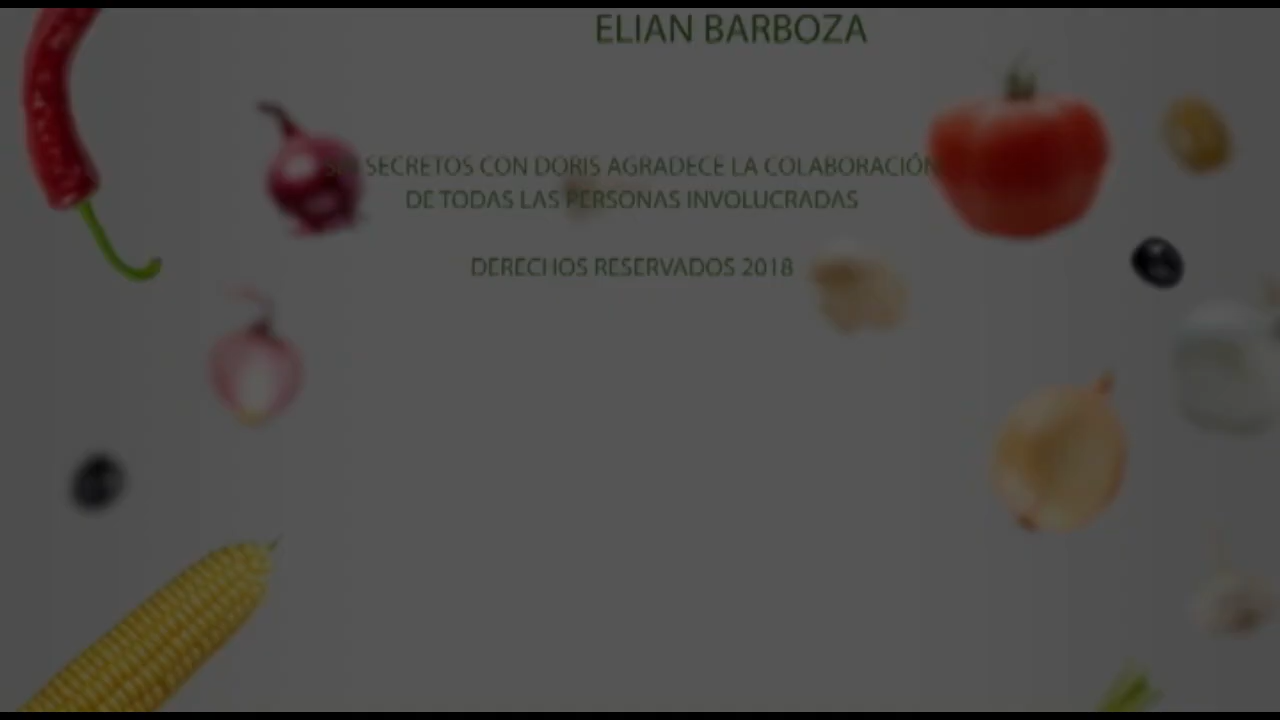 ELIAN BARBOZA
SECRETOS CON DORIS AGRADECE LA COLABORACIÓN
DE TODAS LAS PERSONAS INVOLUCRADAS
DERECHOS RESERVADOS 2018